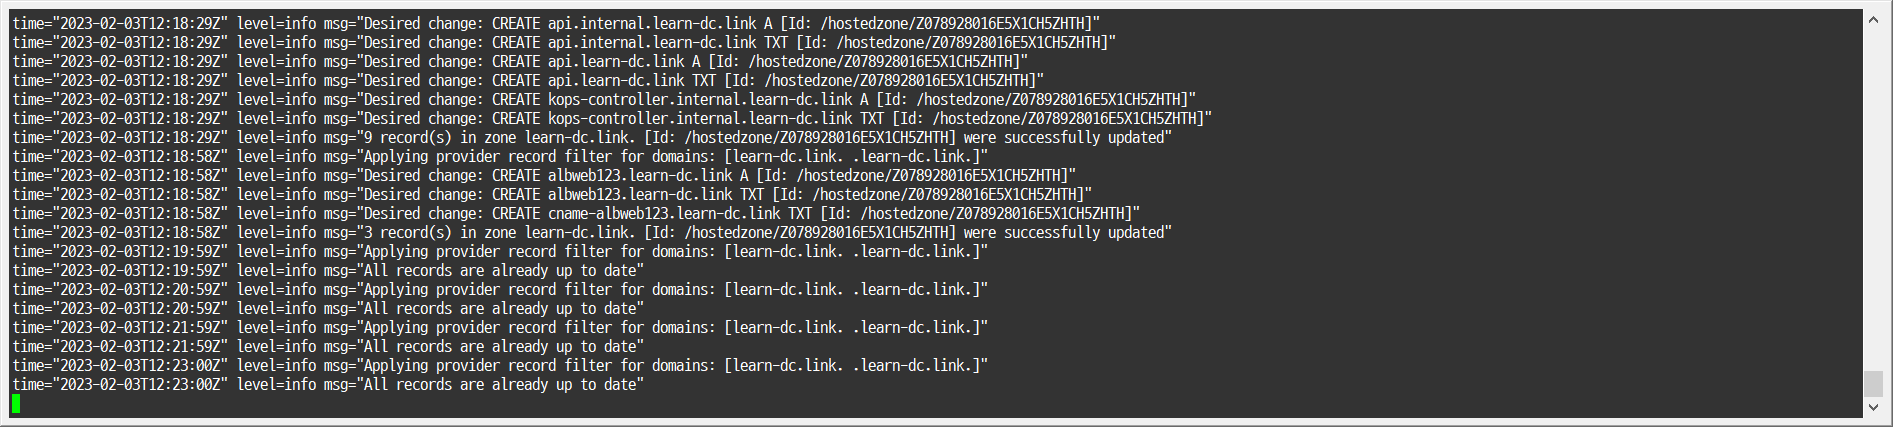 time="2023-02-03T12:18:29Z" level=info msg="Desired change: CREATE api.internal.learn-dc.link A [Id: /hostedzone/Z078928016E5X1CH5ZHTH]"
time="2023-02-03T12:18:29Z" level=info msg="Desired change: CREATE api.internal.learn-dc.link TXT [Id: /hostedzone/Z078928016E5X1CH5ZHTH]"
time="2023-02-03T12:18:29Z" level=info msg="Desired change: CREATE api.learn-dc.link A [Id: /hostedzone/Z078928016E5X1CH5ZHTH]"
time="2023-02-03T12:18:29Z" level=info msg="Desired change: CREATE api.learn-dc.link TXT [Id: /hostedzone/Z078928016E5X1CH5ZHTH]"
time="2023-02-03T12:18:29Z" level=info msg="Desired change: CREATE kops-controller.internal.learn-dc.link A [Id: /hostedzone/Z078928016E5X1CH5ZHTH]"
time="2023-02-03T12:18:29Z" level=info msg="Desired change: CREATE kops-controller.internal.learn-dc.link TXT [Id: /hostedzone/Z078928016E5X1CH5ZHTH]"
time="2023-02-03T12:18:29Z" level=info msg="9 record(s) in zone learn-dc.link. [Id: /hostedzone/Z078928016E5X1CH5ZHTH] were successfully updated"
time="2023-02-03T12:18:58Z" level=info msg="Applying provider record filter for domains: [learn-dc.link. .learn-dc.link.]"
time="2023-02-03T12:18:58Z" level=info msg="Desired change: CREATE albweb123.learn-dc.link A [Id: /hostedzone/Z078928016E5X1CH5ZHTH]"
time="2023-02-03T12:18:58Z" level=info msg="Desired change: CREATE albweb123.learn-dc.link TXT [Id: /hostedzone/Z078928016E5X1CH5ZHTH]"
time="2023-02-03T12:18:58Z" level=info msg="Desired change: CREATE cname-albweb123.learn-dc.link TXT [Id: /hostedzone/Z078928016E5X1CH5ZHTH]"
time="2023-02-03T12:18:58Z" level=info msg="3 record(s) in zone learn-dc.link. [Id: /hostedzone/Z078928016E5X1CH5ZHTH] were successfully updated"
time="2023-02-03T12:19:59Z" level=info msg="Applying provider record filter for domains: [learn-dc.link. .learn-dc.link.]"
time="2023-02-03T12:19:59Z" level=info msg="All records are already up to date"
time="2023-02-03T12:20:59Z" level=info msg="Applying provider record filter for domains: [learn-dc.link. .learn-dc.link.]"
time="2023-02-03T12:20:59Z" level=info msg="All records are already up to date"
time="2023-02-03T12:21:59Z" level=info msg="Applying provider record filter for domains: [learn-dc.link. .learn-dc.link.]"
time="2023-02-03T12:21:59Z" level=info msg="All records are already up to date"
time="2023-02-03T12:23:00Z" level=info msg="Applying provider record filter for domains: [learn-dc.link. .learn-dc.link.]"
time="2023-02-03T12:23:00Z" level=info msg="All records are already up to date"